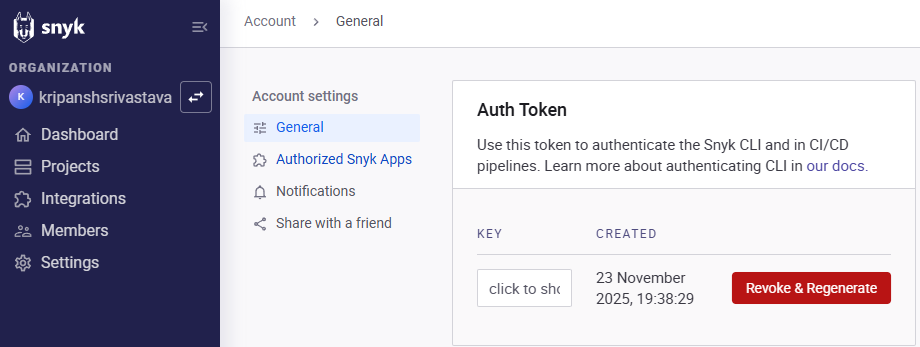 snyk
ORGANIZATION
K
kripanshsrivastava
Dashboard
Projects
Integrations
Members
Settings
Account > General
Account settings
General
Authorized Snyk Apps
Notifications
Share with a friend
Auth Token
Use this token to authenticate the Snyk CLI and in CI/CD
pipelines. Learn more about authenticating CLI in our docs.
KEY CREATED
click to sho
23 November
2025, 19:38:29
Revoke & Regenerate